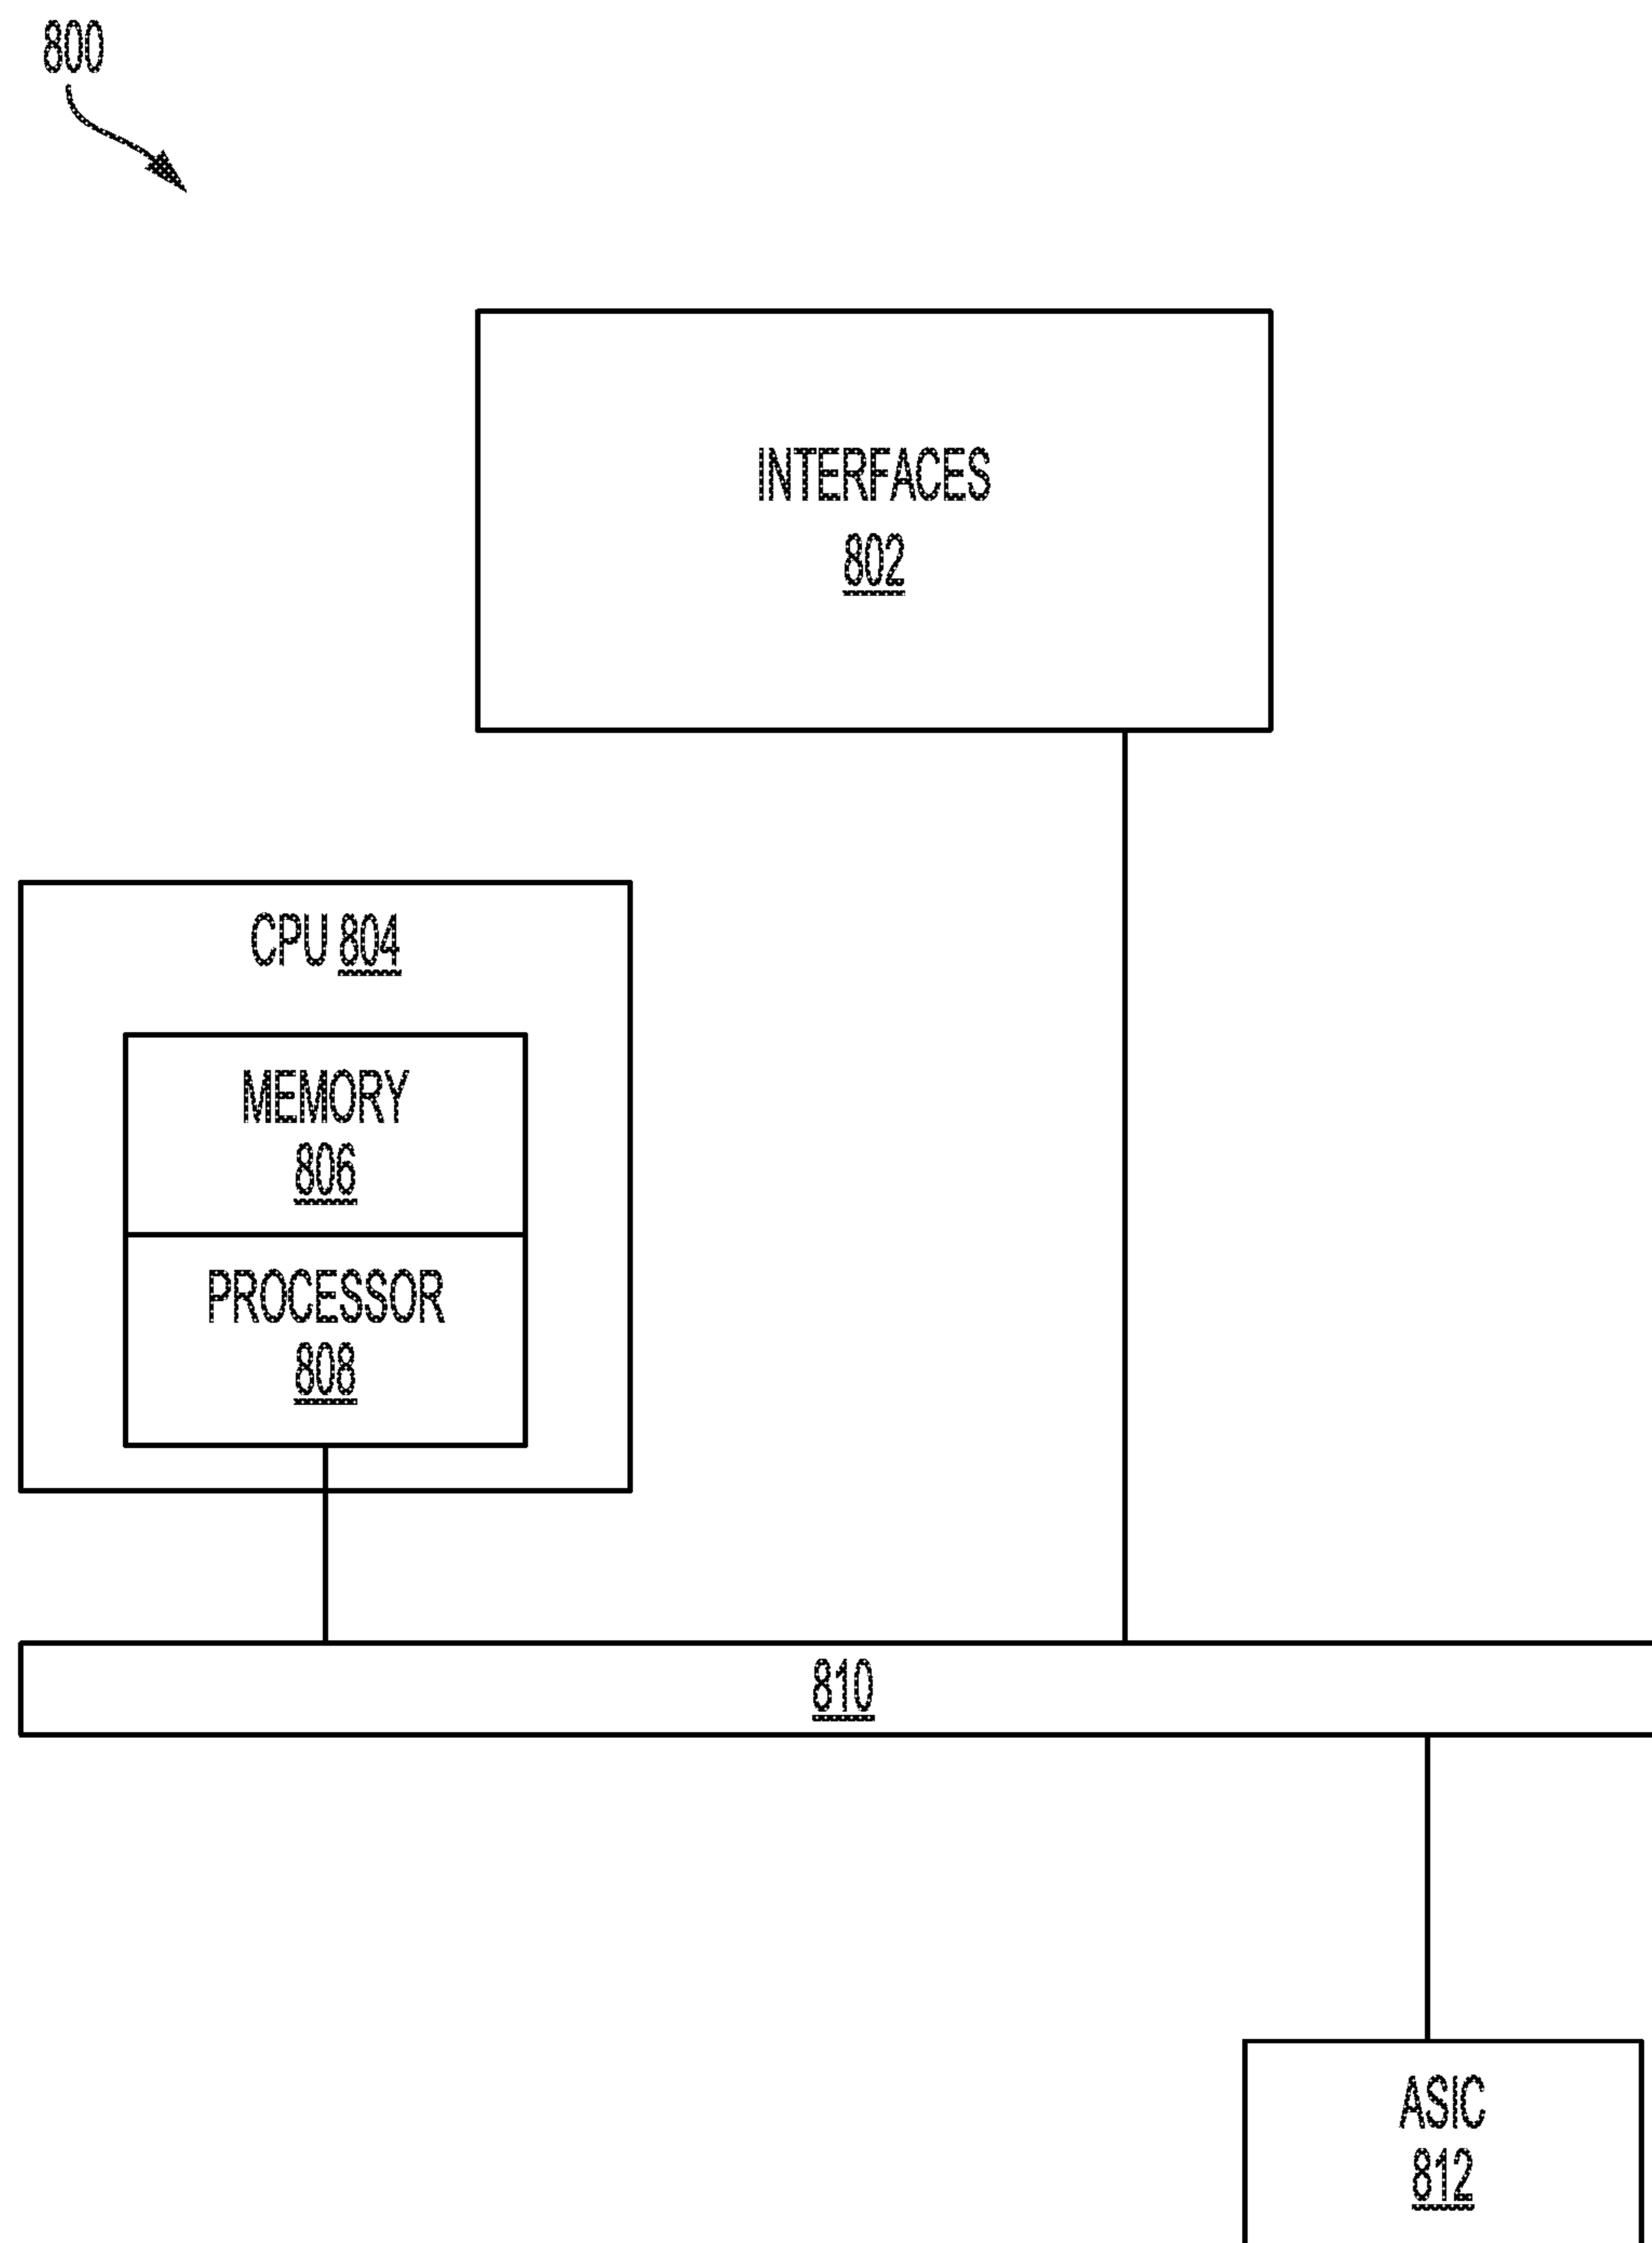 800
INTERFACES
802
CPU 804
MEMORY
806
PROCESSOR
808
810
ASIC
812